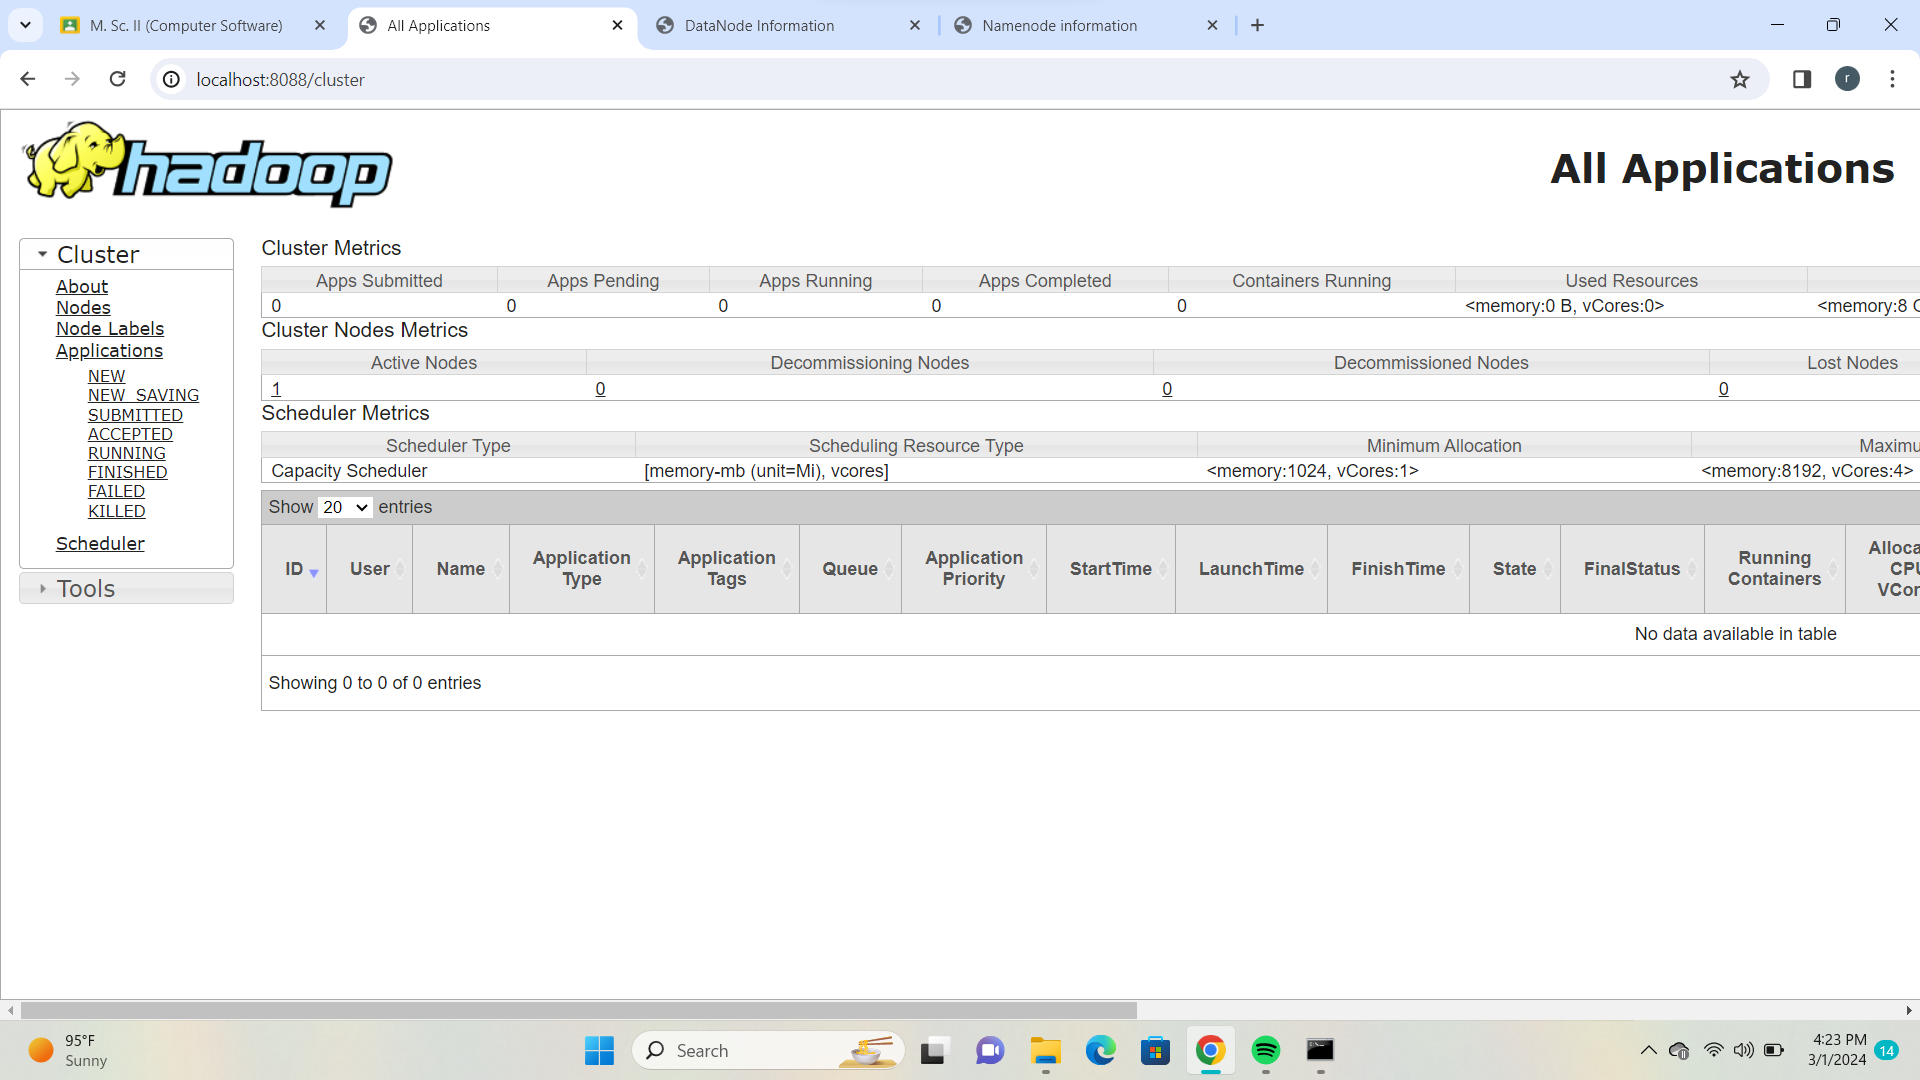 M. Sc. II (Computer Software)
All Applications
DataNode Information
Namenode information
localhost:8088/cluster
r
hadoop
All Applications
Cluster
About
Nodes
Node Labels
Applications
NEW
NEW_SAVING
SUBMITTED
ACCEPTED
RUNNING
FINISHED
FAILED
KILLED
Scheduler
Tools
Cluster Metrics
Apps Submitted Apps Pending Apps Running Apps Completed Containers Running Used Resources
0 0 0 0 0 <memory:0 B, vCores:0> <memory:8 G
Cluster Nodes Metrics
Active Nodes Decommissioning Nodes Decommissioned Nodes Lost Nodes
1 0 0 0
Scheduler Metrics
Scheduler Type Scheduling Resource Type Minimum Allocation Maximu
Capacity Scheduler [memory-mb (unit=Mi), vcores] <memory:1024, vCores:1> <memory:8192, vCores:4>
Show 20 entries
ID User Name Application Type Application Tags Queue Application Priority StartTime LaunchTime FinishTime State FinalStatus Running Containers Alloca CPU VCor
No data available in table
Showing 0 to 0 of 0 entries
95°F
Sunny
Search
4:23 PM
3/1/2024
14